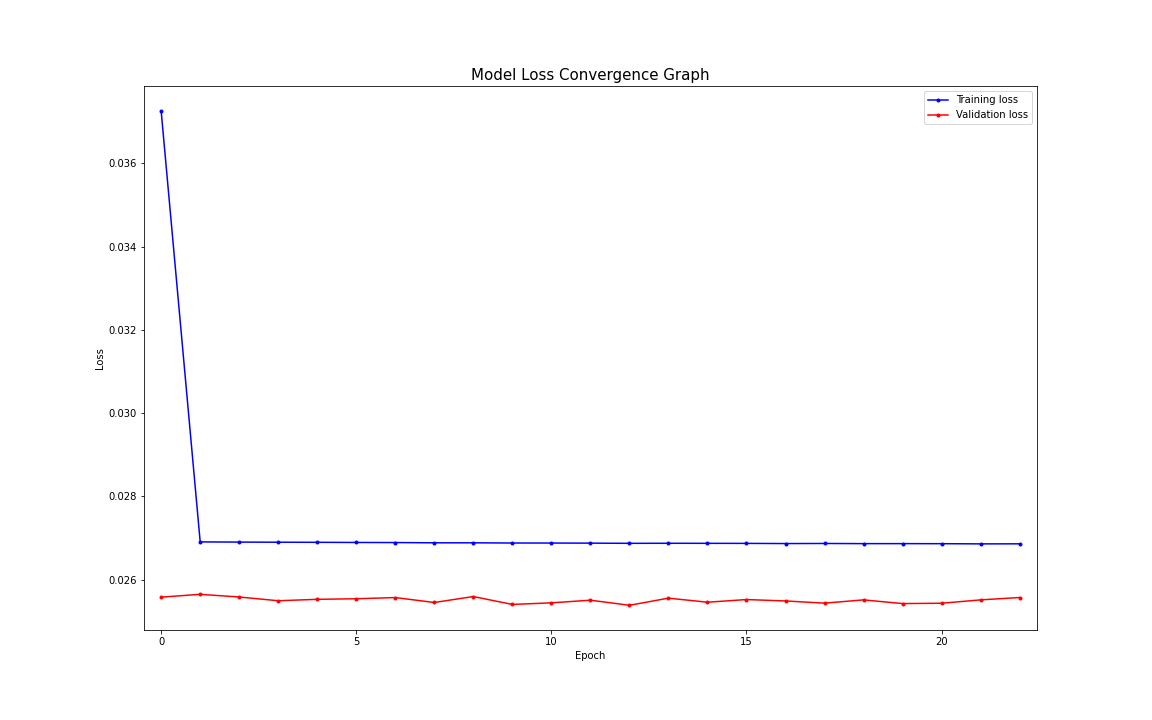 Model Loss Convergence Graph
Training loss
Validation loss
0.036
0.034
0.032
0.030
0.028
0.026
Loss
0 5 10 15 20
Epoch